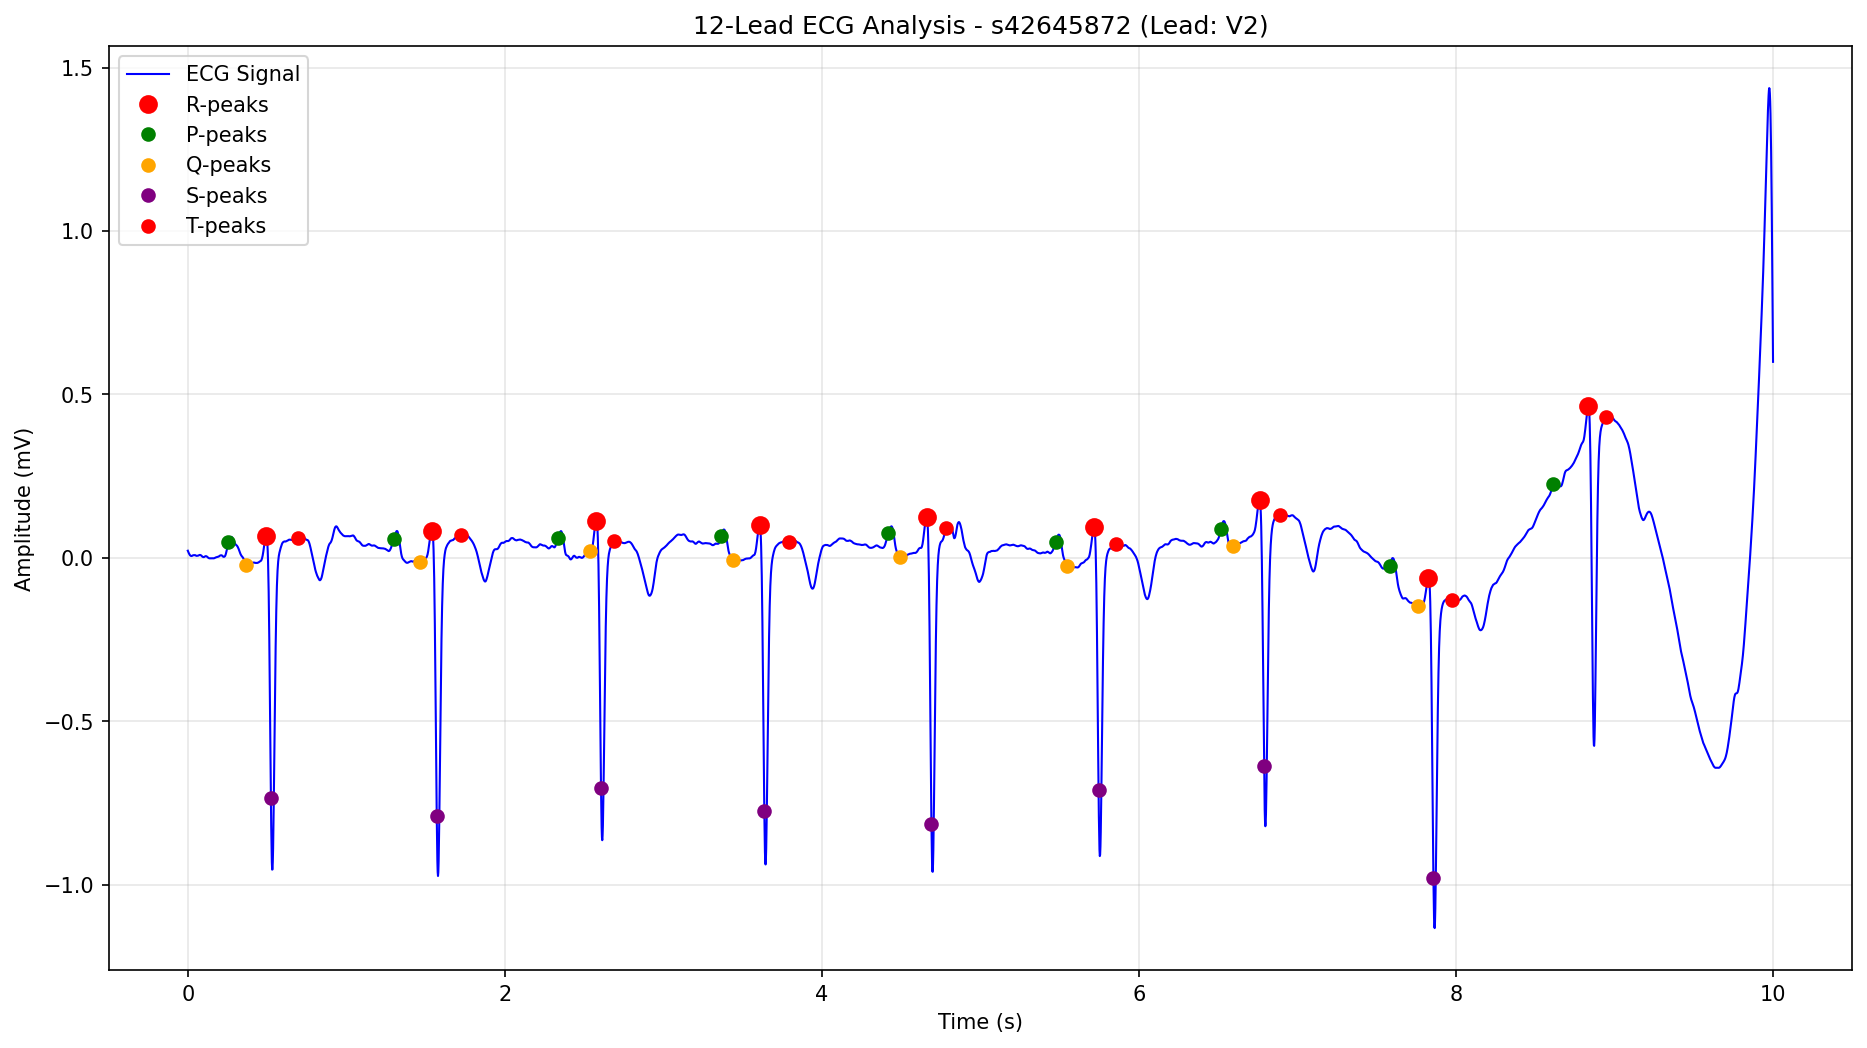 12-Lead ECG Analysis - s42645872 (Lead: V2)
ECG Signal
R-peaks
P-peaks
Q-peaks
S-peaks
T-peaks
1.5
1.0
0.5
0.0
−0.5
−1.0
Amplitude (mV)
0 2 4 6 8 10
Time (s)